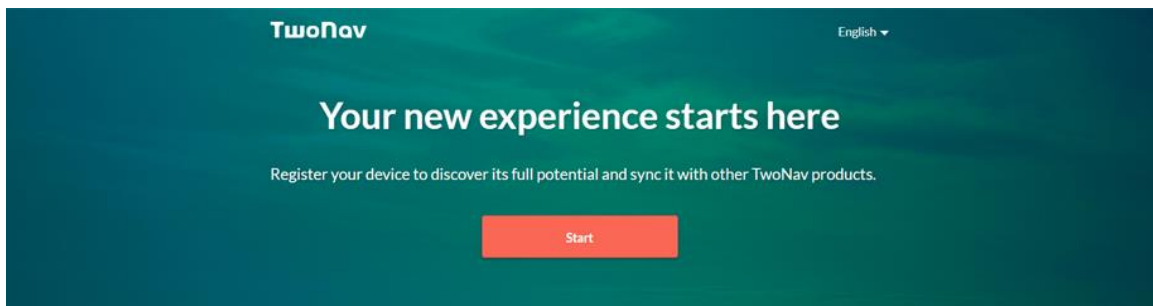 TwoNav
English
Your new experience starts here
Register your device to discover its full potential and sync it with other TwoNav products.
Start